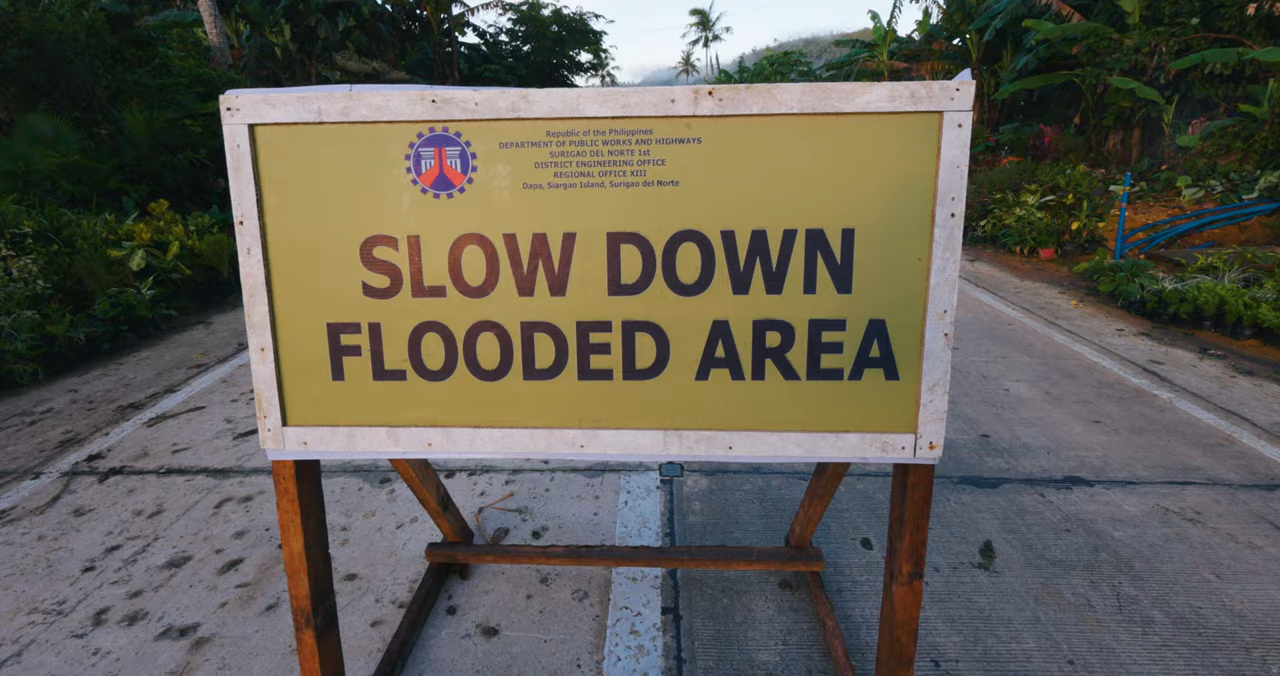 Republic of the Philippines
DEPARTMENT OF PUBLIC WORKS AND HIGHWAYS
SURIGAO DEL NORTE 1st
DISTRICT ENGINEERING OFFICE
REGIONAL OFFICE XIII
Dapa, Siargao Island, Surigao del Norte
SLOW DOWN
FLOODED AREA